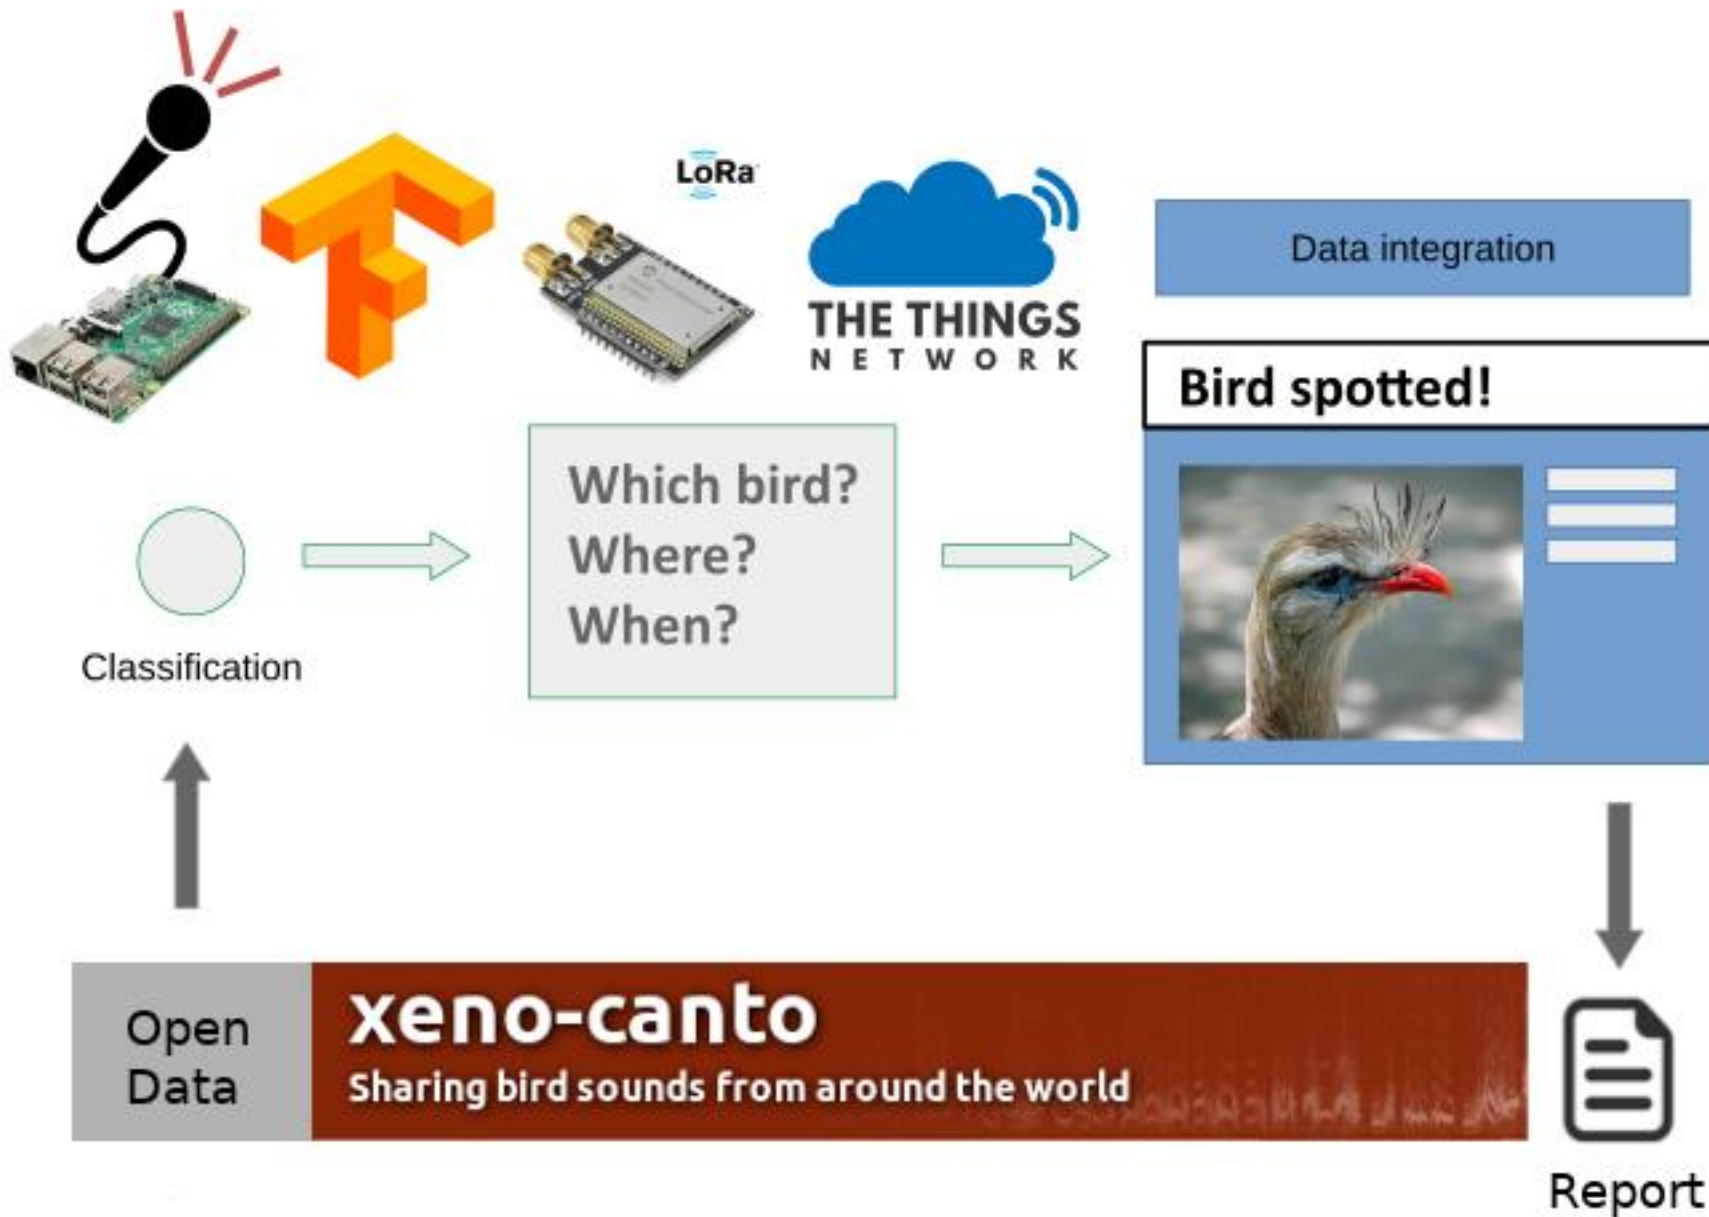 LoRa
THE THINGS
NETWORK
Data integration
Bird spotted!
Which bird?
Where?
When?
Classification
Open
Data
xeno-canto
Sharing bird sounds from around the world
Report